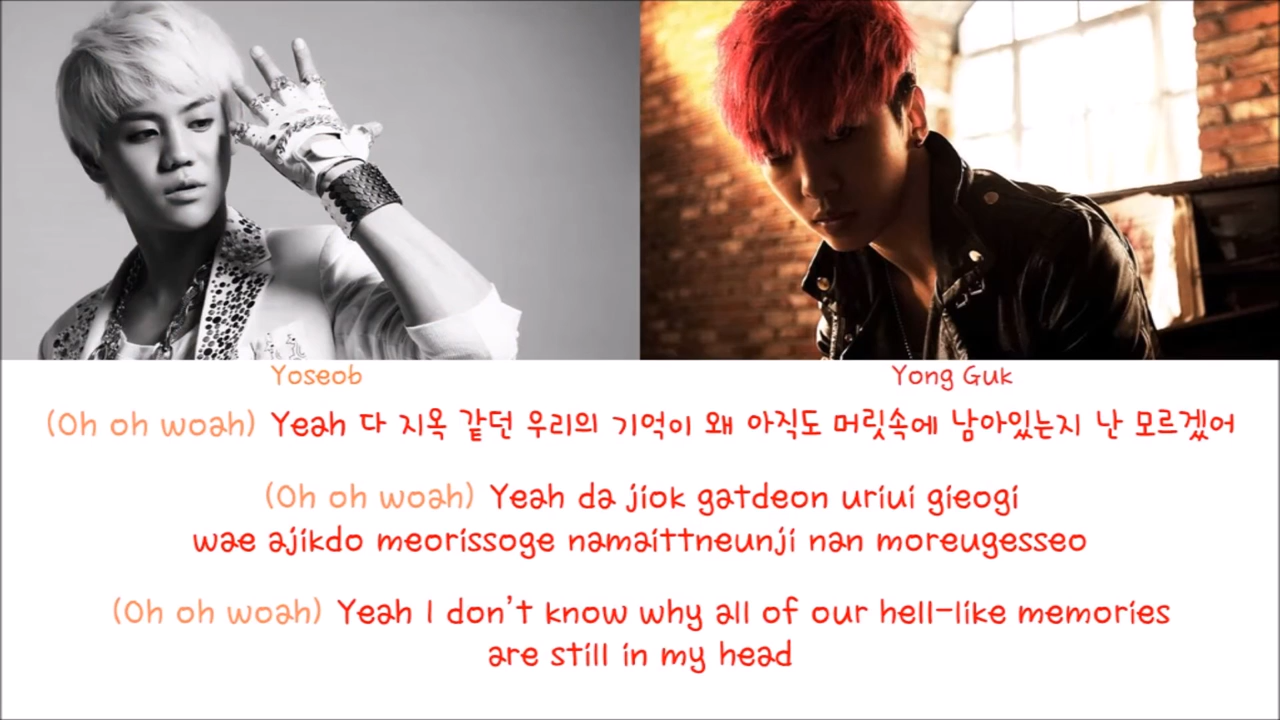 Yoseob
Yong Guk
(Oh oh woah) Yeah 다 지옥 같던 우리의 기억이 왜 아직도 머릿속에 남아있는지 난 모르겠어
(Oh oh woah) Yeah da jiok gatdeon uriui gieogi
wae ajikdo meorissoge namaittneunji nan moreugesseo
(Oh oh woah) Yeah I don't know why all of our hell-like memories
are still in my head